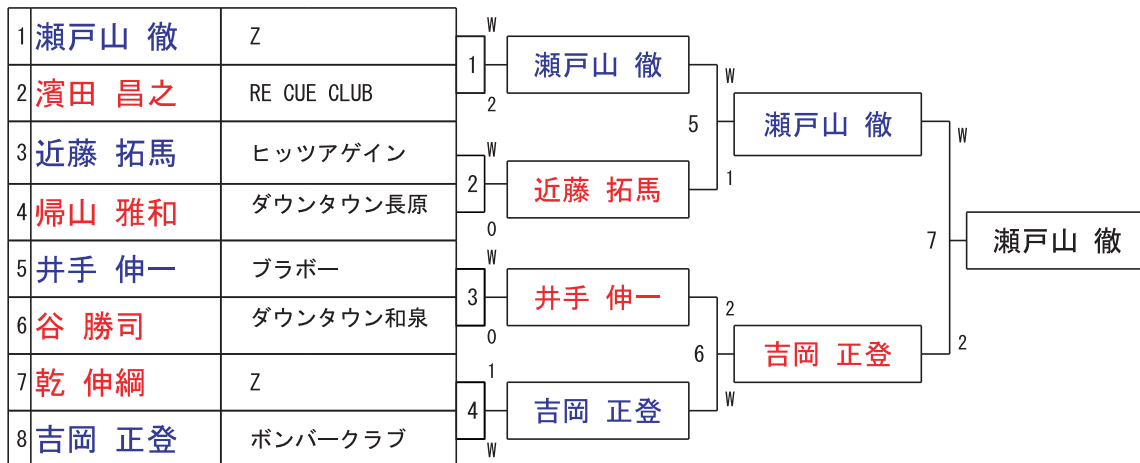 1 瀬戸山 徹 Z
2 濱田 昌之 RE CUE CLUB
3 近藤 拓馬 ヒッツアゲイン
4 帰山 雅和 ダウンタウン長原
5 井手 伸一 ブラボー
6 谷 勝司 ダウンタウン和泉
7 乾 伸綱 Z
8 吉岡 正登 ボンバークラブ
W
1
2
W
2
0
W
3
0
1
4
W
瀬戸山 徹
近藤 拓馬
井手 伸一
吉岡 正登
W
5
1
2
6
W
瀬戸山 徹
吉岡 正登
W
7
2
瀬戸山 徹